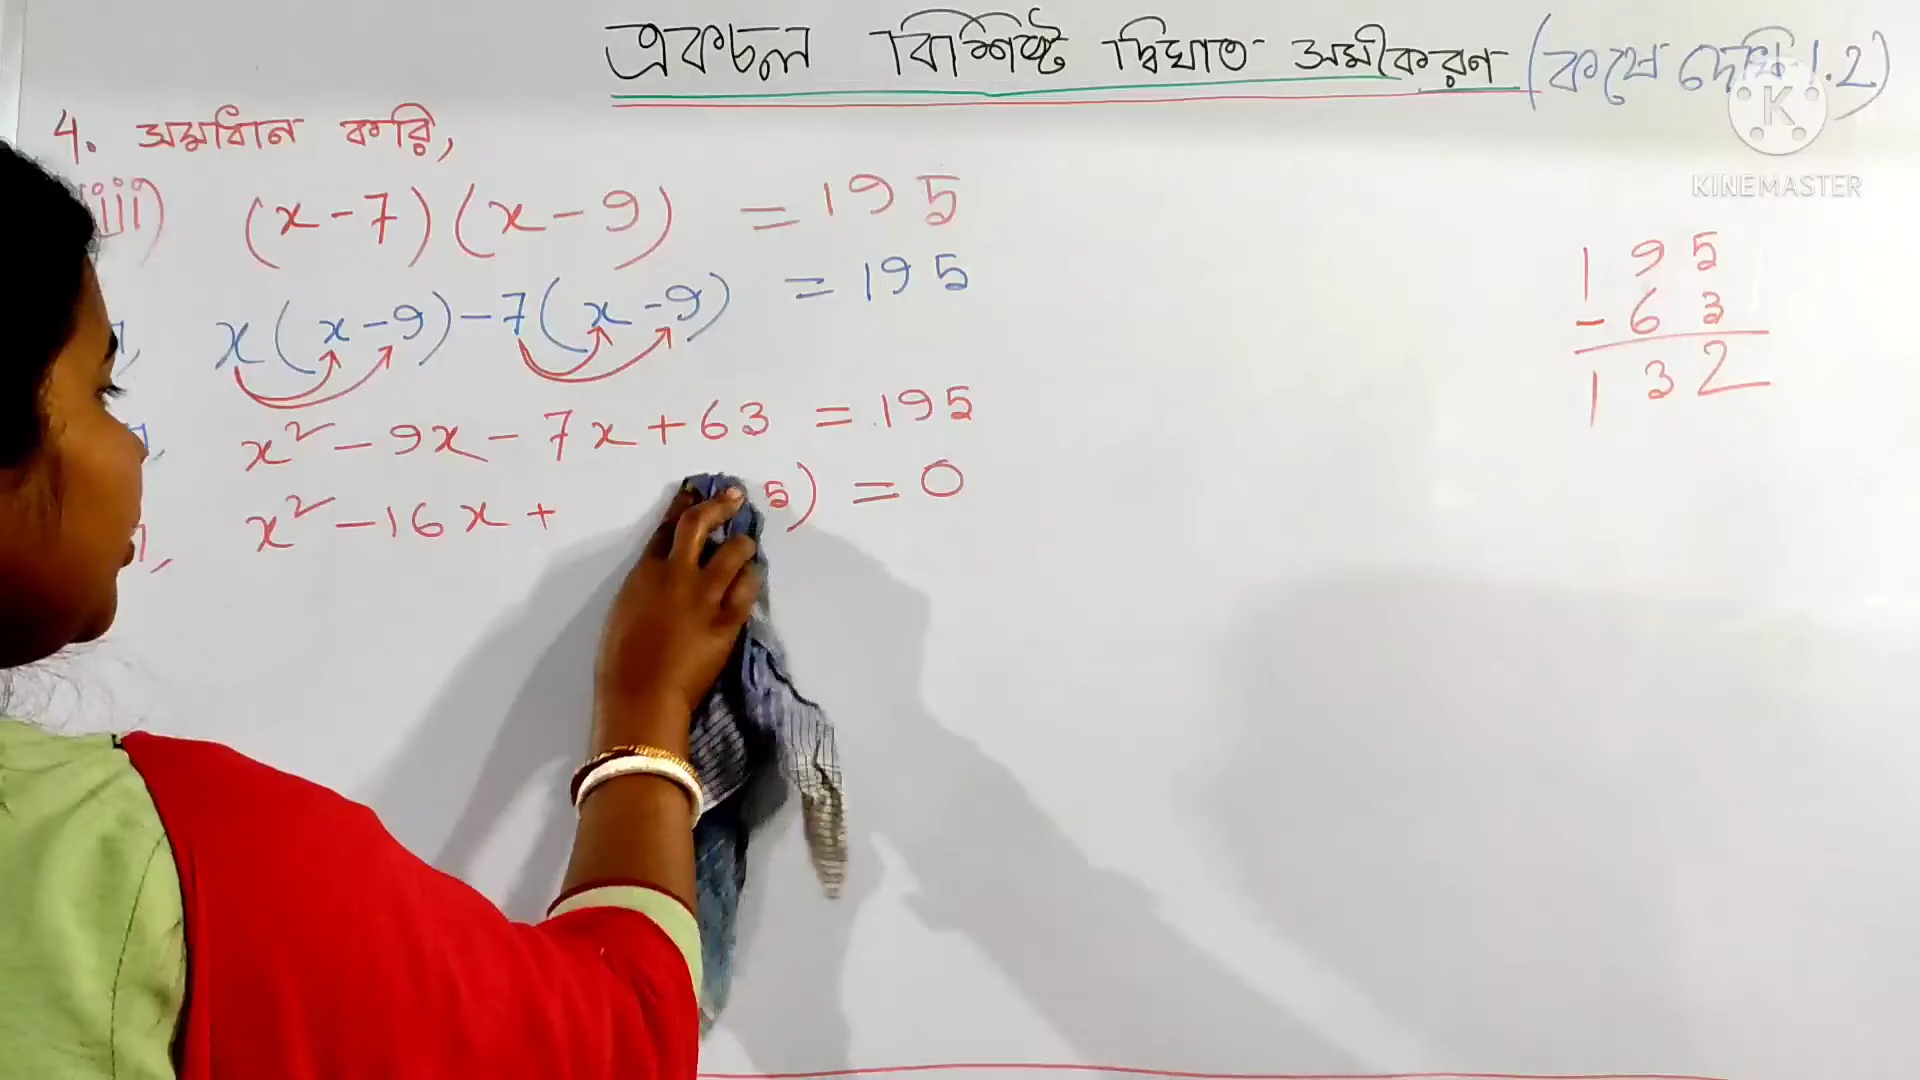 একচল বিশিষ্ট দ্বিঘাত সমীকরণ (কষে দেখি 1.2)
4. সমাধান করি,
iii) (x-7)(x-9) = 195
x(x-9)-7(x-9) = 195
x² - 9x - 7x + 63 = 195
x² - 16x + 5) = 0
195
- 63
132
K
KINEMASTER